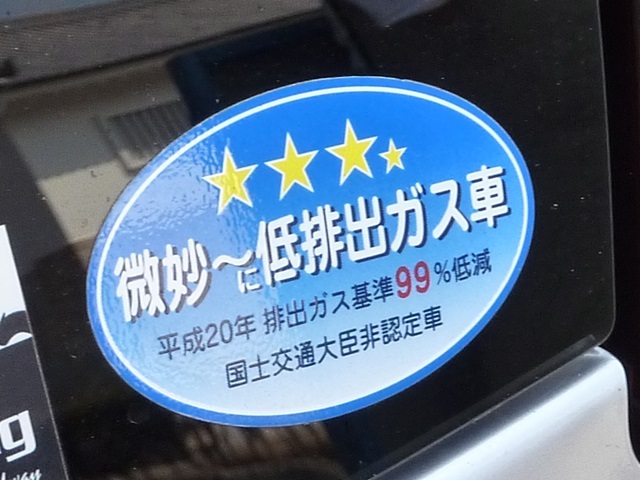 微妙〜に低排出ガス車
平成20年 排出ガス基準99%低減
国土交通大臣非認定車
g
way